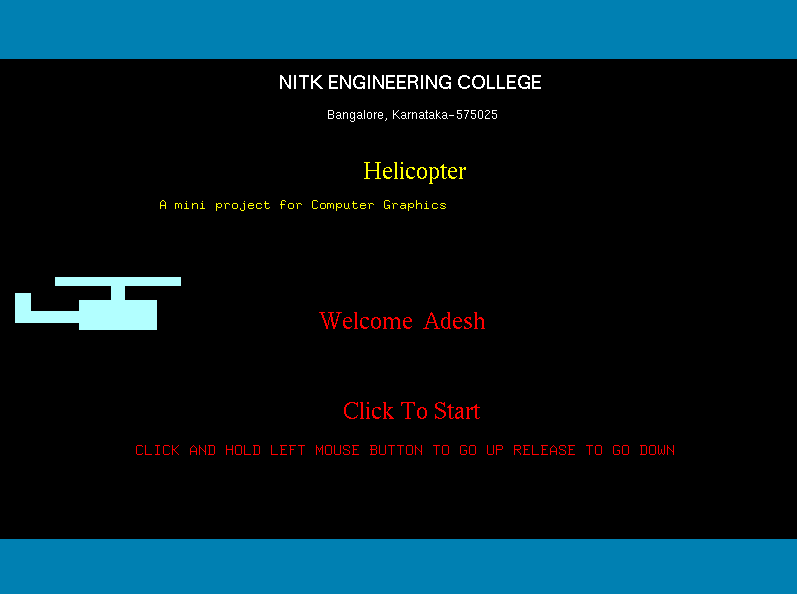 NITK ENGINEERING COLLEGE
Bangalore, Karnataka-575025
Helicopter
A mini project for Computer Graphics
Welcome Adesh
Click To Start
CLICK AND HOLD LEFT MOUSE BUTTON TO GO UP RELEASE TO GO DOWN